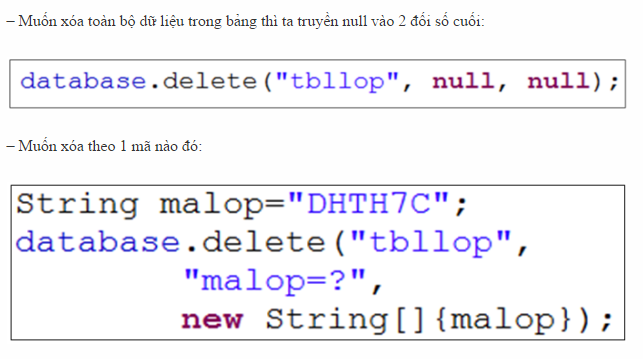 – Muốn xóa toàn bộ dữ liệu trong bảng thì ta truyền null vào 2 đối số cuối:
database.delete("tbllop", null, null);
– Muốn xóa theo 1 mã nào đó:
String malop="DHTH7C";
database.delete("tbllop",
"malop=?",
new String[]{malop});